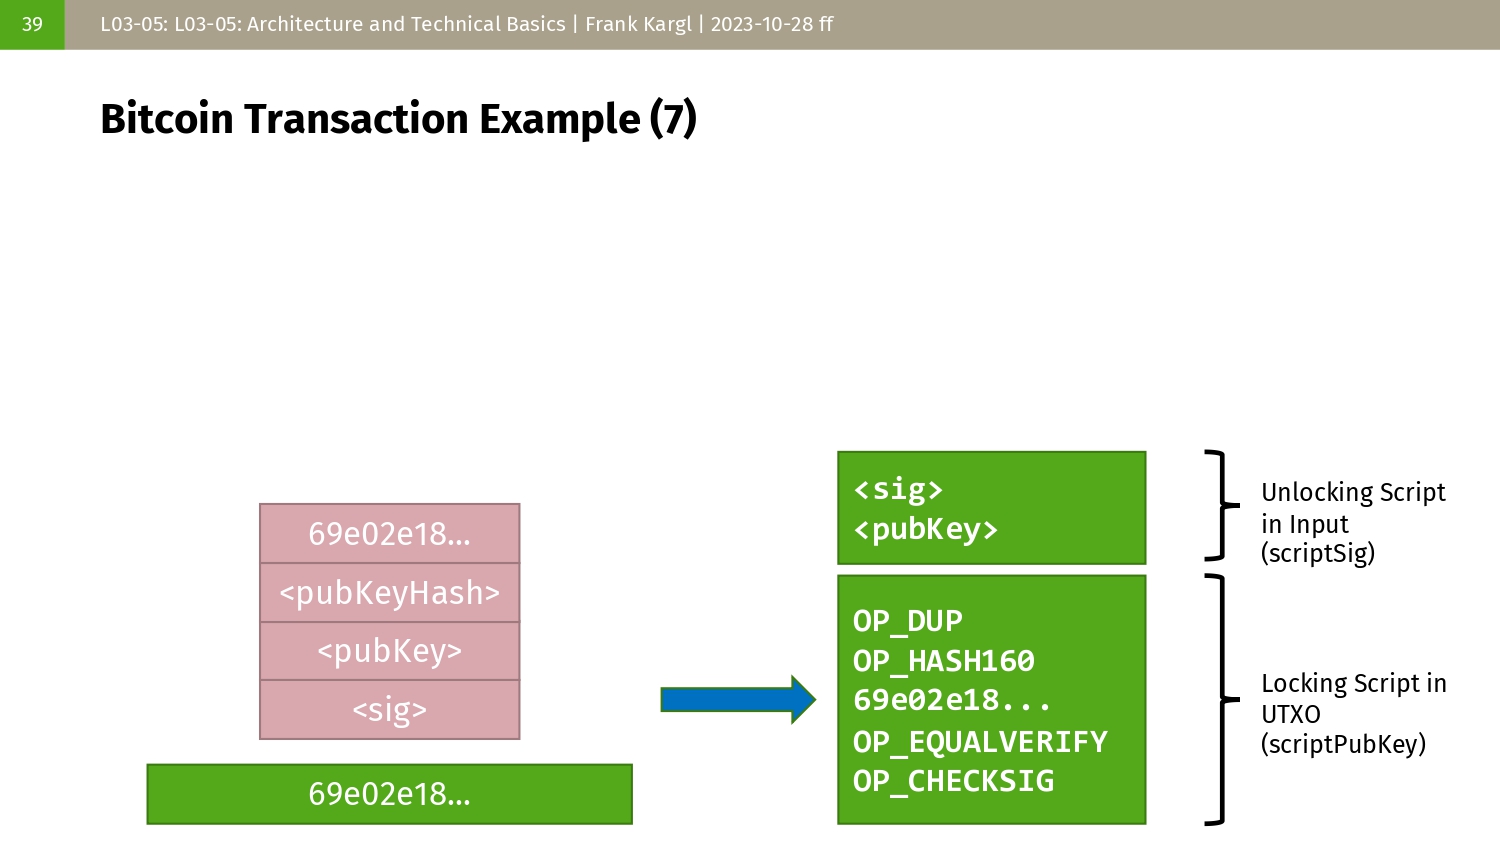 39
L03-05: L03-05: Architecture and Technical Basics | Frank Kargl | 2023-10-28 ff
Bitcoin Transaction Example (7)
69e02e18...
<pubKeyHash>
<pubKey>
<sig>
69e02e18...
<sig>
<pubKey>
OP_DUP
OP_HASH160
69e02e18...
OP_EQUALVERIFY
OP_CHECKSIG
Unlocking Script
in Input
(scriptSig)
Locking Script in
UTXO
(scriptPubKey)